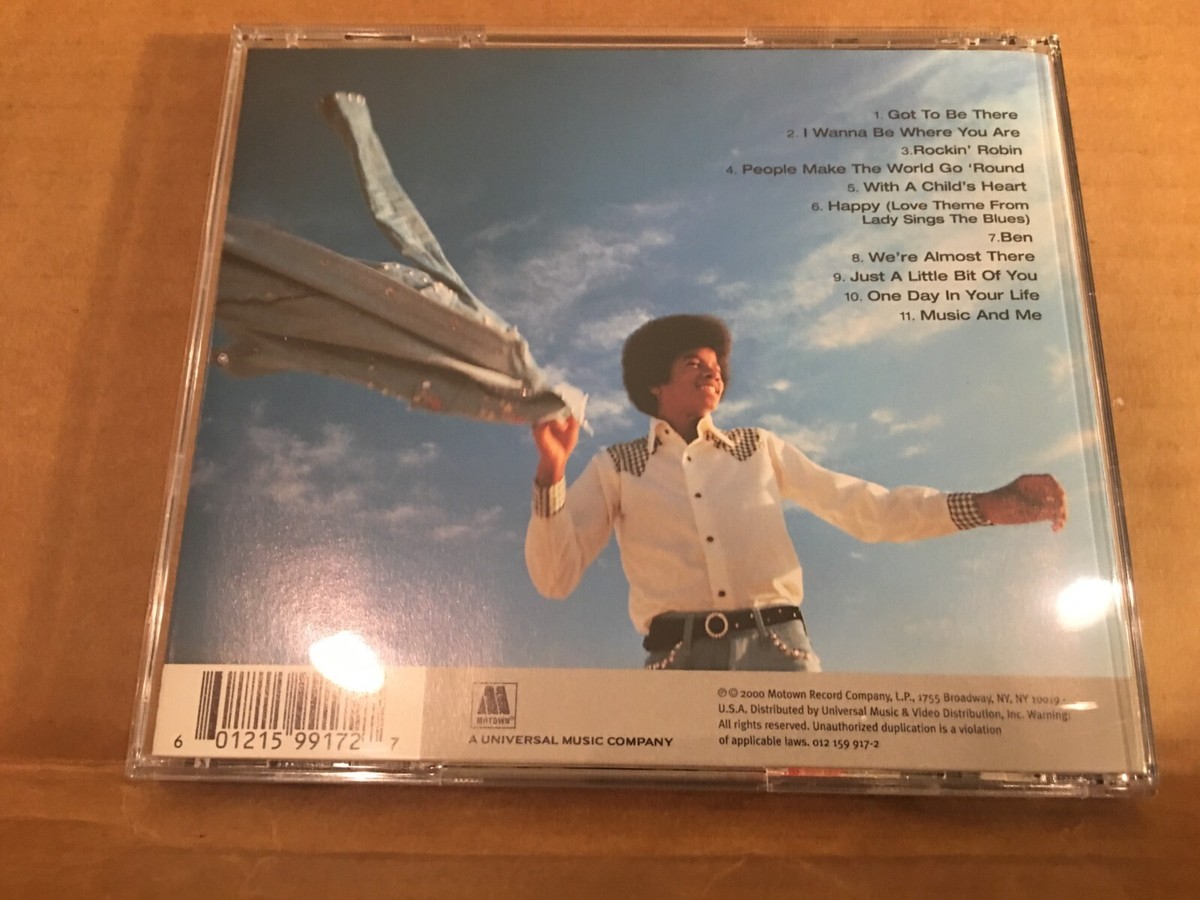 1. Got To Be There
2. I Wanna Be Where You Are
3.Rockin' Robin
4. People Make The World Go 'Round
5. With A Child's Heart
6. Happy (Love Theme From
Lady Sings The Blues)
7.Ben
8. We're Almost There
9. Just A Little Bit Of You
10. One Day In Your Life
11. Music And Me
6 01215 99172 7
MOTOWN
A UNIVERSAL MUSIC COMPANY
℗ © 2000 Motown Record Company, L.P., 1755 Broadway, NY, NY 10019 -
U.S.A. Distributed by Universal Music & Video Distribution, Inc. Warning:
All rights reserved. Unauthorized duplication is a violation
of applicable laws. 012 159 917-2